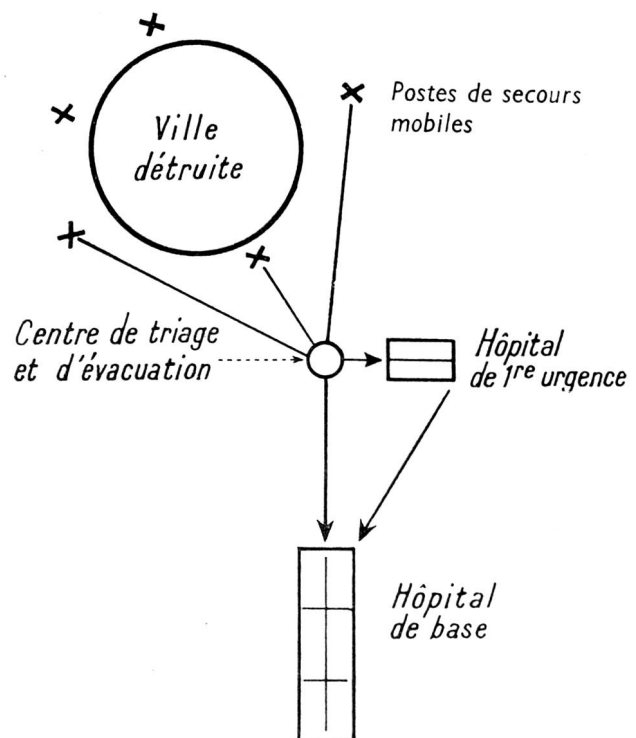 Ville
détruite
Postes de secours
mobiles
Centre de triage
et d'évacuation
Hôpital
de 1re urgence
Hôpital
de base